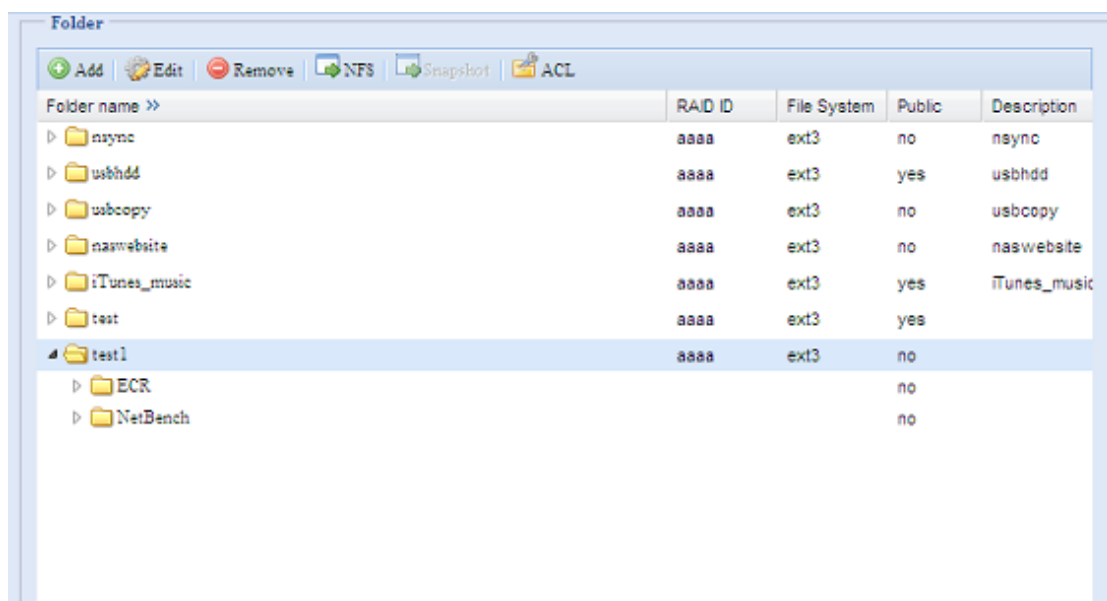 Folder
Add Edit Remove NFS Snapshot ACL
Folder name » RAID ID File System Public Description
nsync aaaa ext3 no nsync
usbhdd aaaa ext3 yes usbhdd
usbcopy aaaa ext3 no usbcopy
naswebsite aaaa ext3 no naswebsite
iTunes_music aaaa ext3 yes iTunes_music
test aaaa ext3 yes
test1 aaaa ext3 no
ECR no
NetBench no